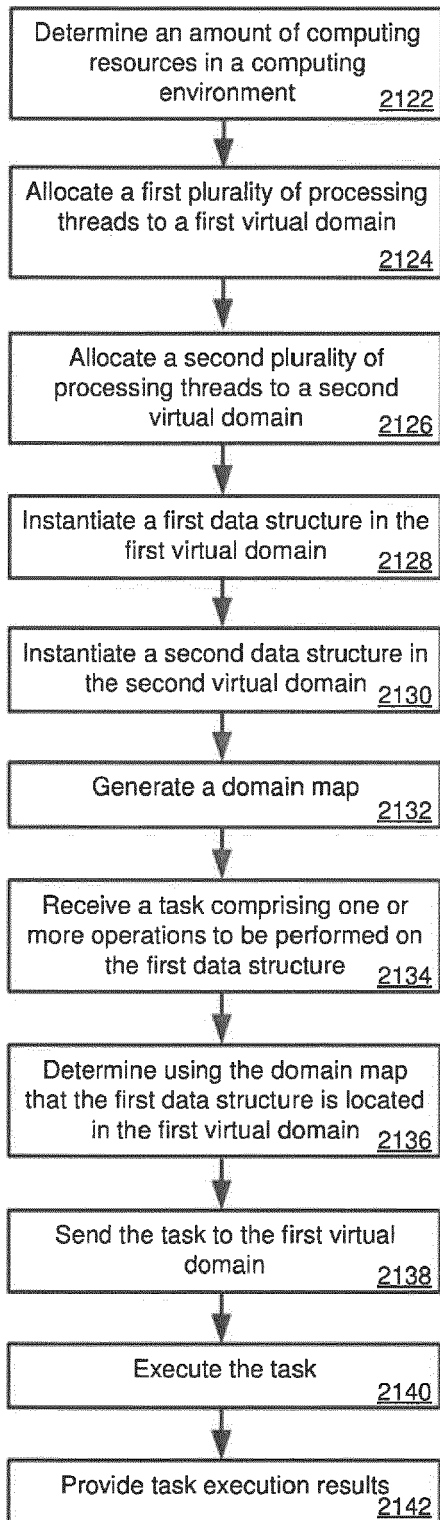 Determine an amount of computing
resources in a computing
environment
2122
Allocate a first plurality of processing
threads to a first virtual domain
2124
Allocate a second plurality of
processing threads to a second
virtual domain
2126
Instantiate a first data structure in the
first virtual domain
2128
Instantiate a second data structure in
the second virtual domain
2130
Generate a domain map
2132
Receive a task comprising one or
more operations to be performed on
the first data structure
2134
Determine using the domain map
that the first data structure is located
in the first virtual domain
2136
Send the task to the first virtual
domain
2138
Execute the task
2140
Provide task execution results
2142